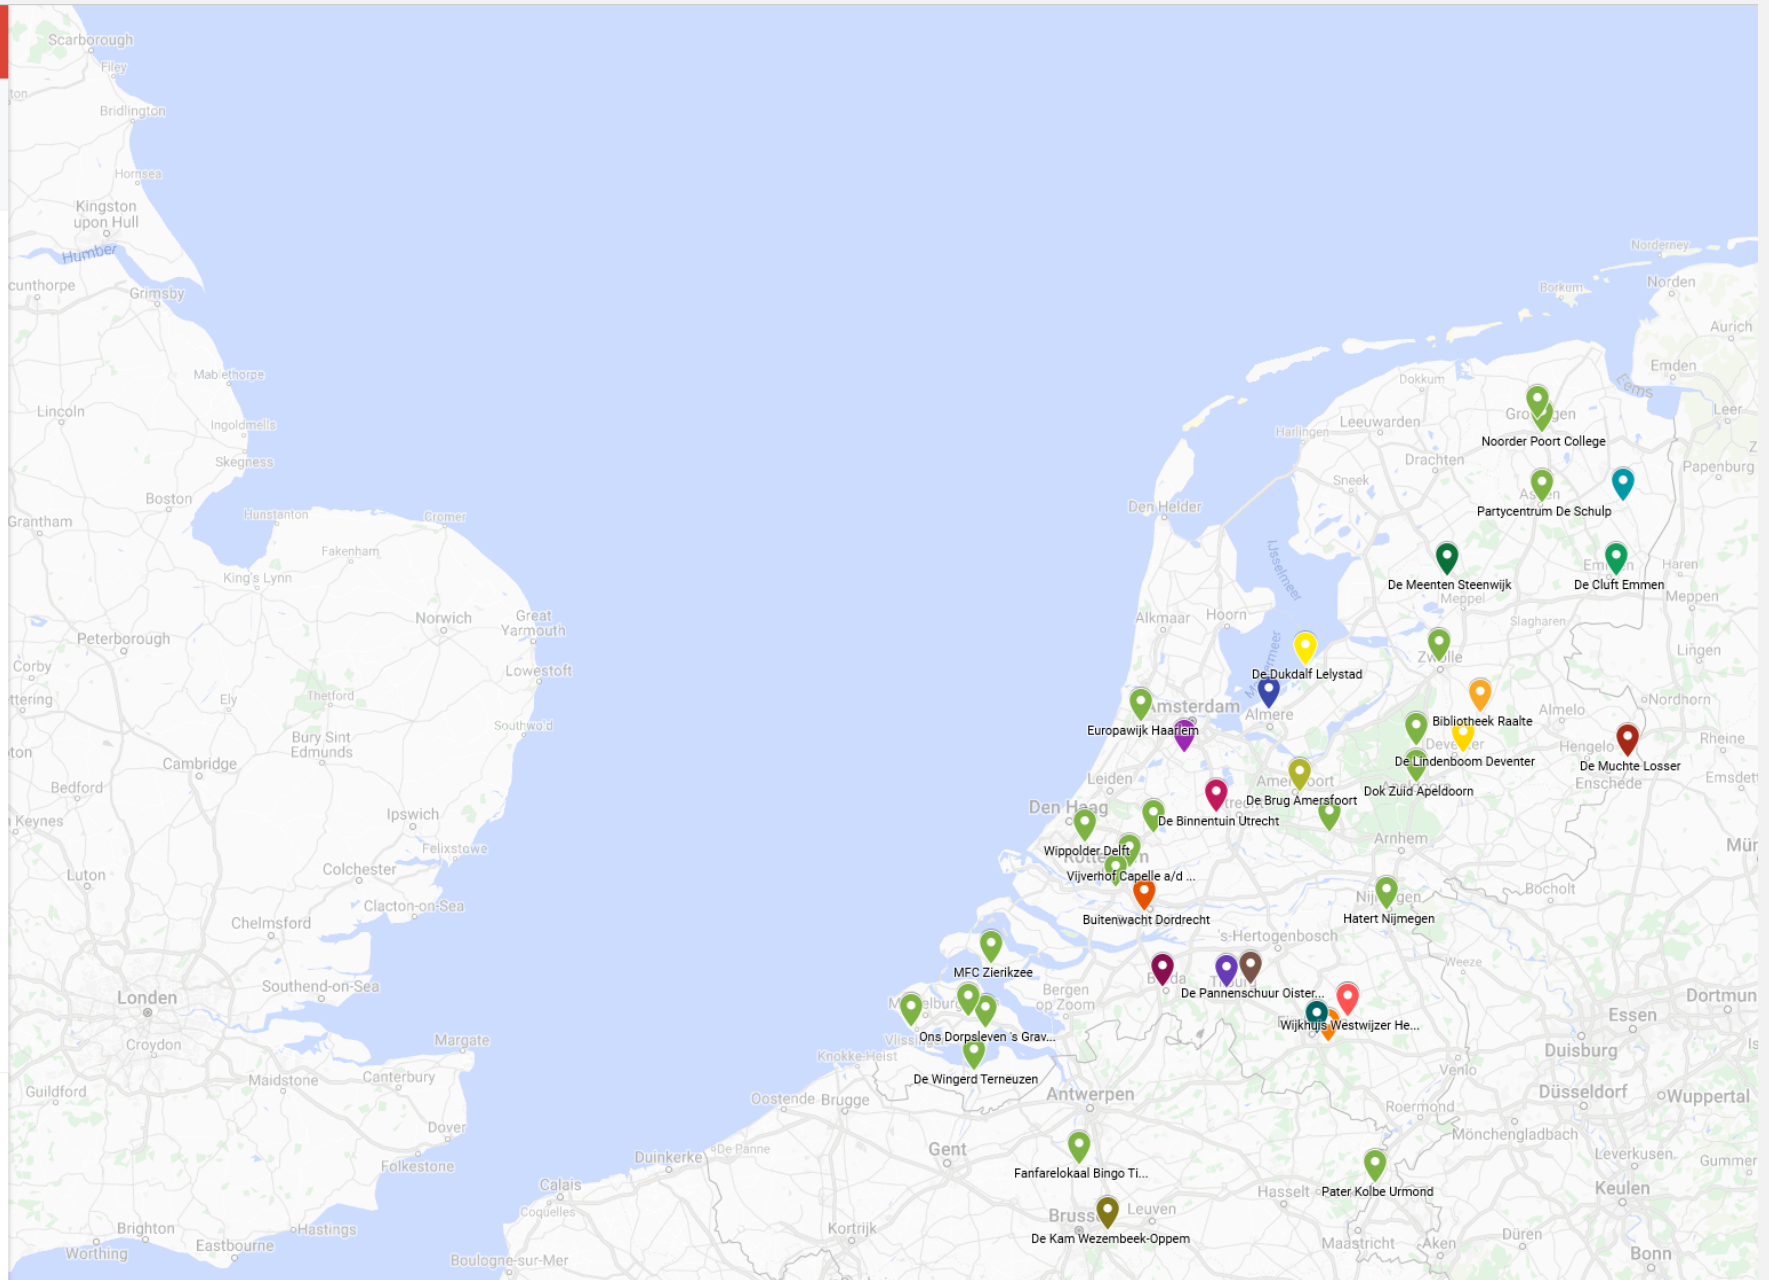 Scarborough
Filey
Bridlington
Hornsea
Kingston
upon Hull
Humber
Grimsby
Norderney
Norden
Borkum
Aurich
Emden
Eems
Leer
Mablethorpe
Lincoln
Ingoldmells
Skegness
Boston
Grantham
Hunstanton
Cromer
Fakenham
King's Lynn
Norwich
Great
Yarmouth
Peterborough
Corby
Lowestoft
Ely
Thetford
Southwold
Bury Sint
Edmunds
Cambridge
Bedford
Ipswich
Felixstowe
Colchester
Luton
Clacton-on-Sea
Chelmsford
Southend-on-Sea
Londen
Croydon
Margate
Canterbury
Maidstone
Guildford
Dover
Folkestone
Hastings
Brighton
Eastbourne
Worthing
Dokkum
Leeuwarden
Harlingen
Drachten
Sneek
Noorder Poort College
Papenburg
Den Helder
Partycentrum De Schulp
IJsselmeer
De Meenten Steenwijk
Meppel
De Cluft Emmen
Haren
Meppen
Alkmaar
Hoorn
Slagharen
Lingen
De Dukdalf Lelystad
Zwolle
Nordhorn
Amsterdam
Almere
Europawijk Haarlem
Bibliotheek Raalte
Almelo
De Lindenboom Deventer
Hengelo
Rheine
De Muchte Losser
Enschede
Leiden
Dok Zuid Apeldoorn
De Brug Amersfoort
Den Haag
De Binnentuin Utrecht
Arnhem
Wippolder Delft
Vijverhof Capelle a/d ...
Bocholt
Buitenwacht Dordrecht
Hatert Nijmegen
's-Hertogenbosch
Weeze
MFC Zierikzee
Bergen
op Zoom
De Pannenschuur Oister...
Wijkhuis Westwijzer He...
Ons Dorpsleven 's Grav...
Knokke-Heist
De Wingerd Terneuzen
Essen
Duisburg
Venlo
Düsseldorf
Wuppertal
Oostende
Brugge
Antwerpen
Roermond
Mönchengladbach
Gent
Duinkerke
De Panne
Fanfarelokaal Bingo Ti...
Leverkusen
Calais
Coquelles
Hasselt
Pater Kolbe Urmond
Keulen
Leuven
Kortrijk
De Kam Wezembeek-Oppem
Maastricht
Aken
Düren
Bonn
Boulogne-sur-Mer